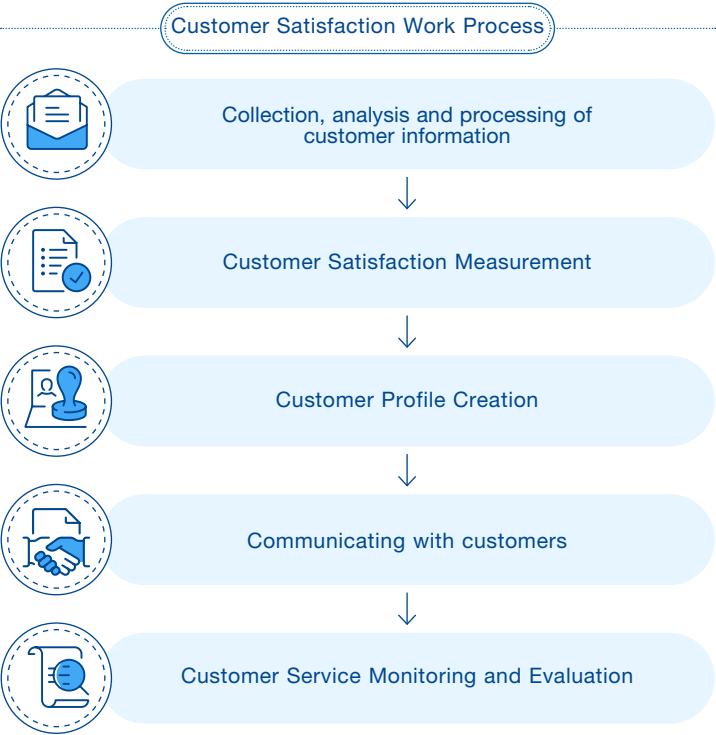 Customer Satisfaction Work Process
Collection, analysis and processing of
customer information
Customer Satisfaction Measurement
Customer Profile Creation
Communicating with customers
Customer Service Monitoring and Evaluation